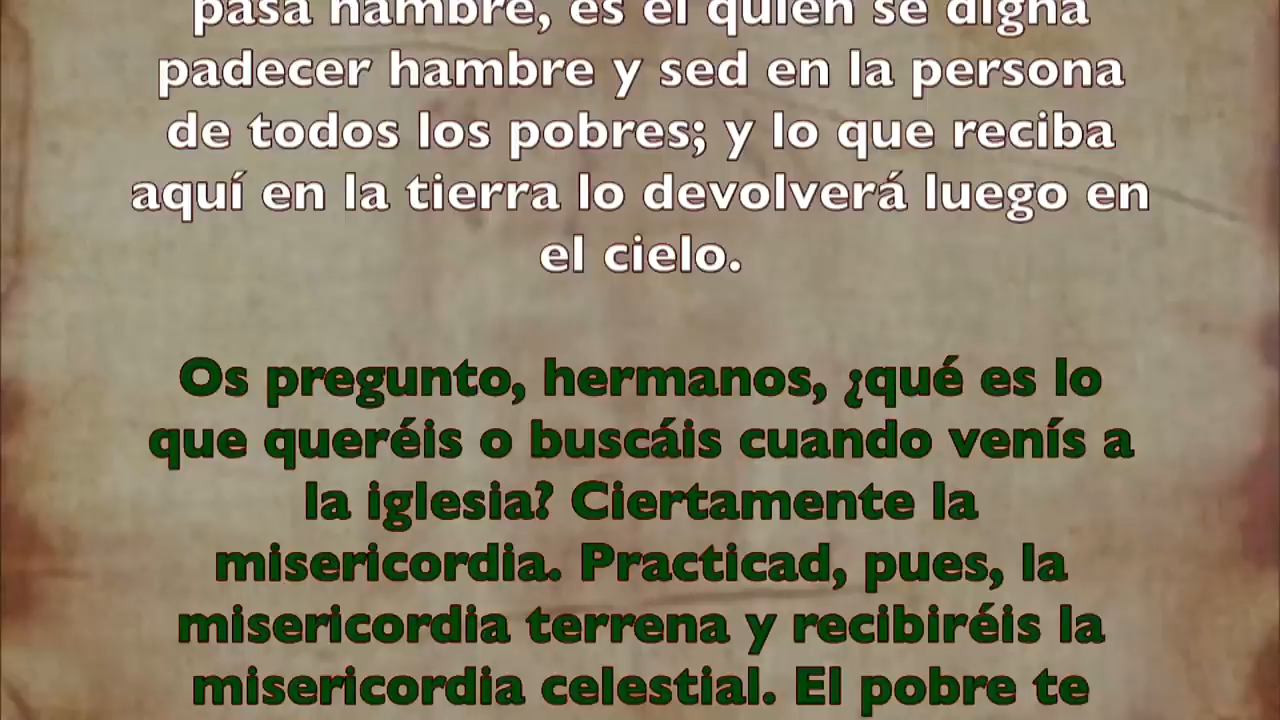 pasa hambre, es él quien se digna
padecer hambre y sed en la persona
de todos los pobres; y lo que reciba
aquí en la tierra lo devolverá luego en
el cielo.
Os pregunto, hermanos, ¿qué es lo
que queréis o buscáis cuando venís a
la iglesia? Ciertamente la
misericordia. Practicad, pues, la
misericordia terrena y recibiréis la
misericordia celestial. El pobre te